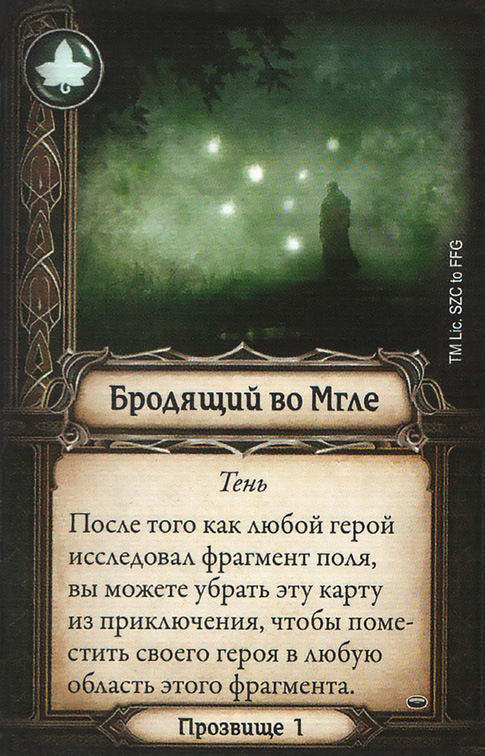 TM Lic. SZC to FFG
Бродящий во Мгле
Тень
После того как любой герой
исследовал фрагмент поля,
вы можете убрать эту карту
из приключения, чтобы поме-
стить своего героя в любую
область этого фрагмента.
Прозвище 1